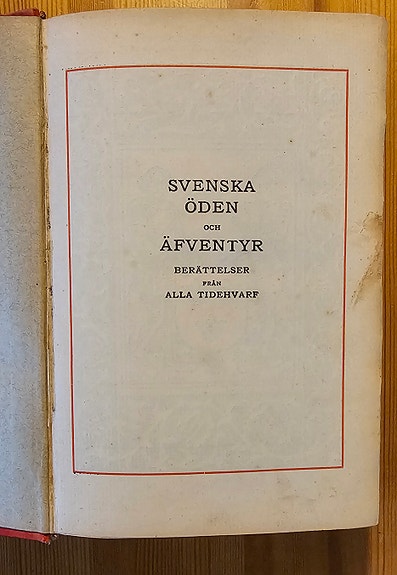 SVENSKA
ÖDEN
OCH
ÄFVENTYR
BERÄTTELSER
FRÅN
ALLA TIDEHVARF